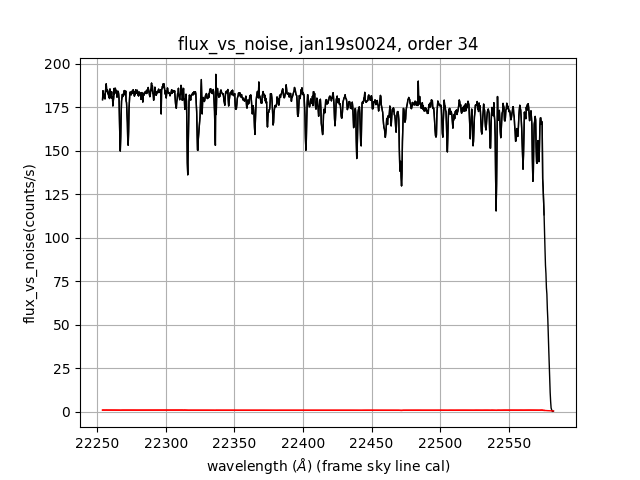 flux_vs_noise, jan19s0024, order 34
200
175
150
125
100
75
50
25
0
flux_vs_noise(counts/s)
22250 22300 22350 22400 22450 22500 22550
wavelength (Å) (frame sky line cal)